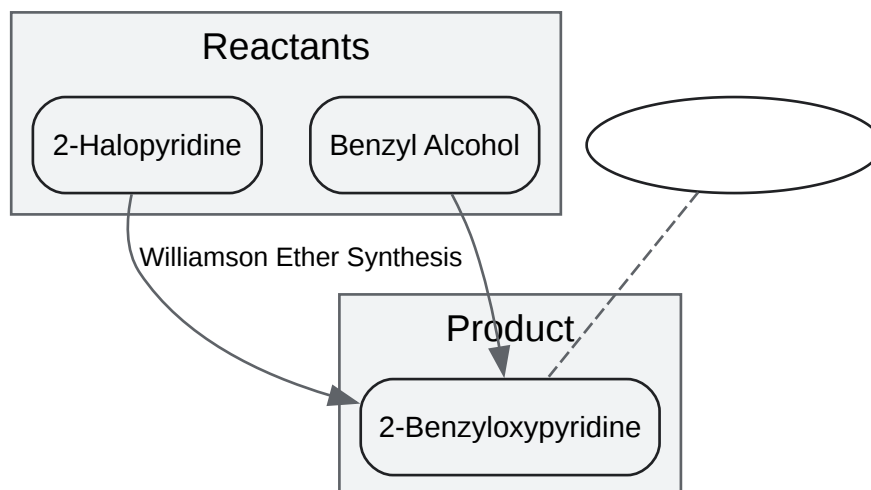 Reactants
2-Halopyridine
Benzyl Alcohol
Williamson Ether Synthesis
Product
2-Benzyloxypyridine